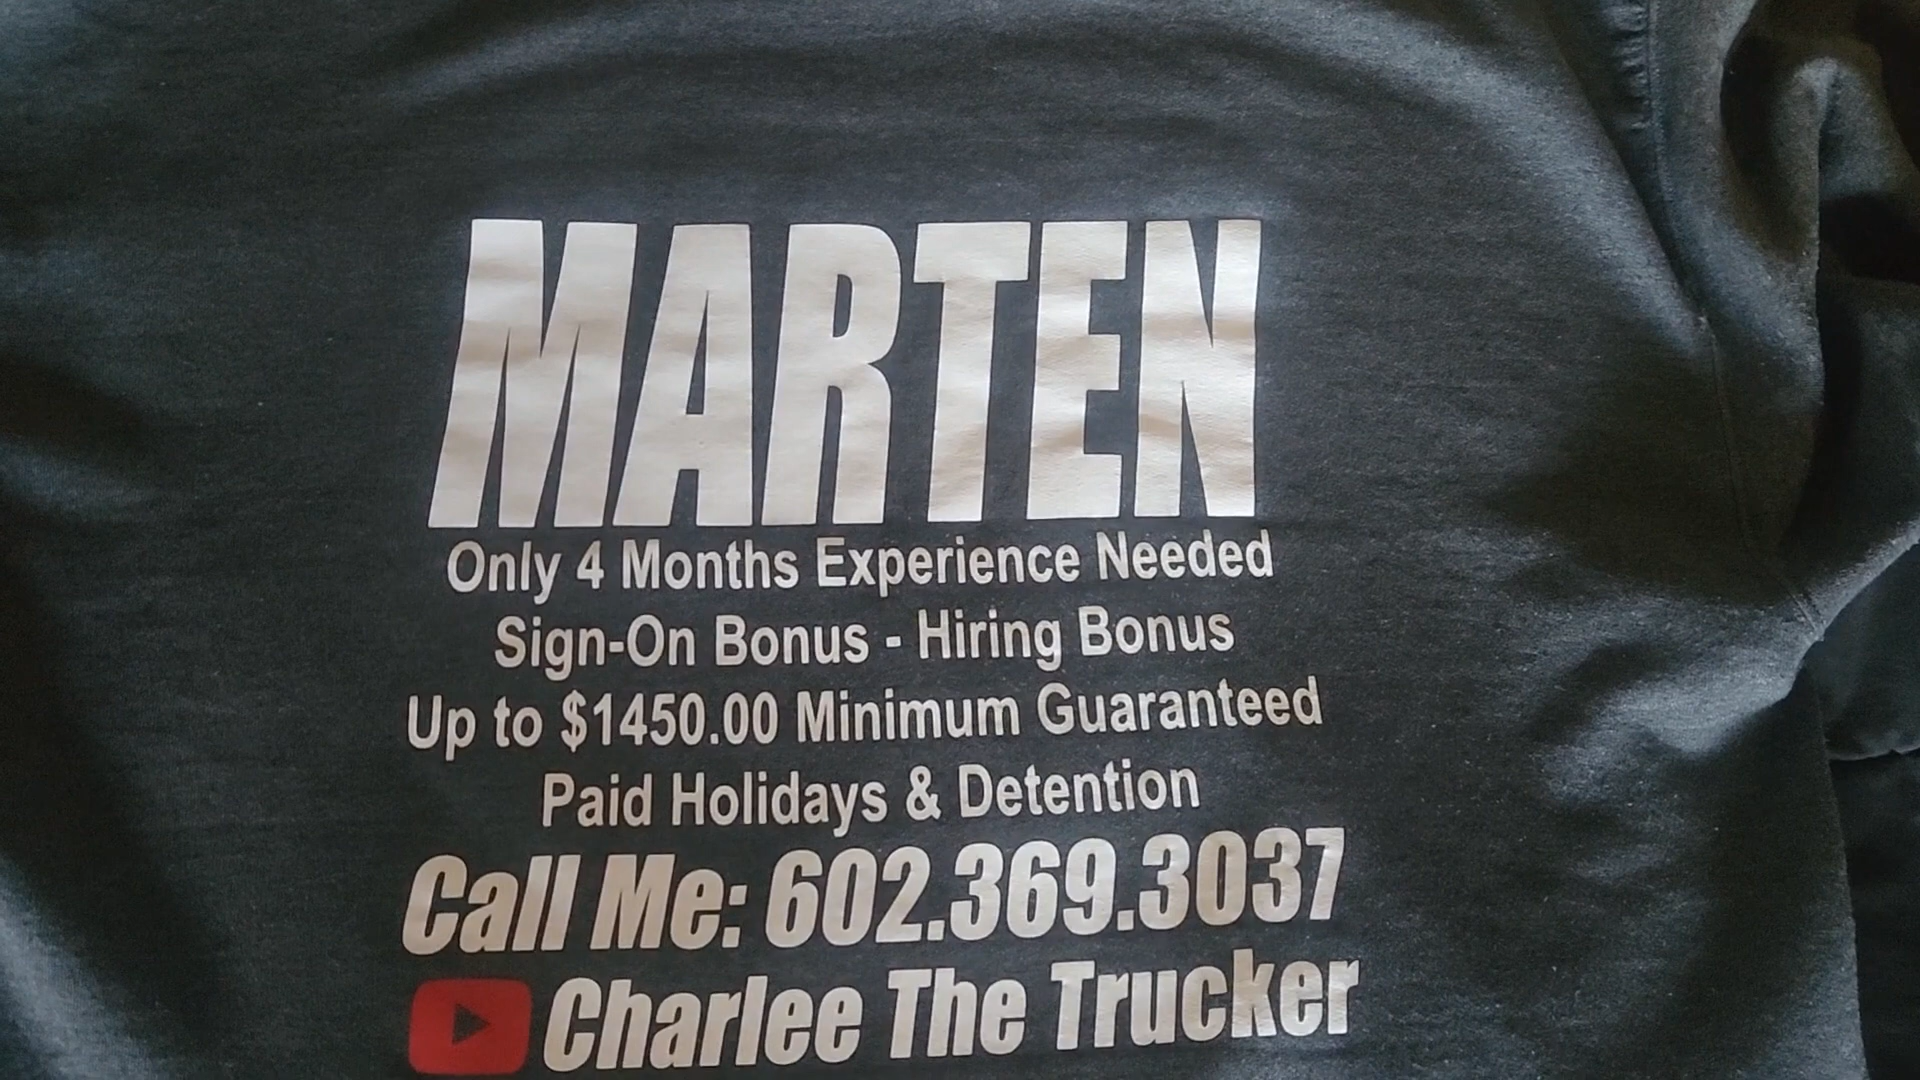 MARTEN
Only 4 Months Experience Needed
Sign-On Bonus - Hiring Bonus
Up to $1450.00 Minimum Guaranteed
Paid Holidays & Detention
Call Me: 602.369.3037
Charlee The Trucker